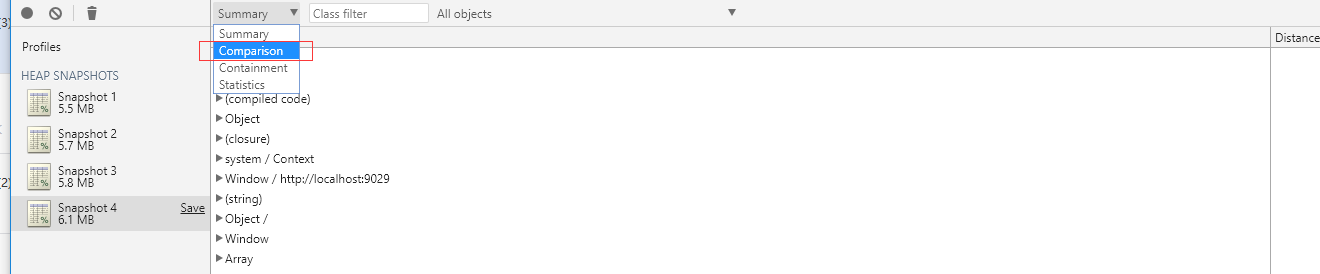 [3]
Summary
Class filter
All objects
Summary
Distance
Profiles
Comparison
Containment
HEAP SNAPSHOTS
Statistics
Snapshot 1
5.5 MB
(compiled code)
Object
Snapshot 2
5.7 MB
(closure)
system / Context
Snapshot 3
5.8 MB
Window / http://localhost:9029
[2]
(string)
Snapshot 4
Save
6.1 MB
Object /
Window
Array